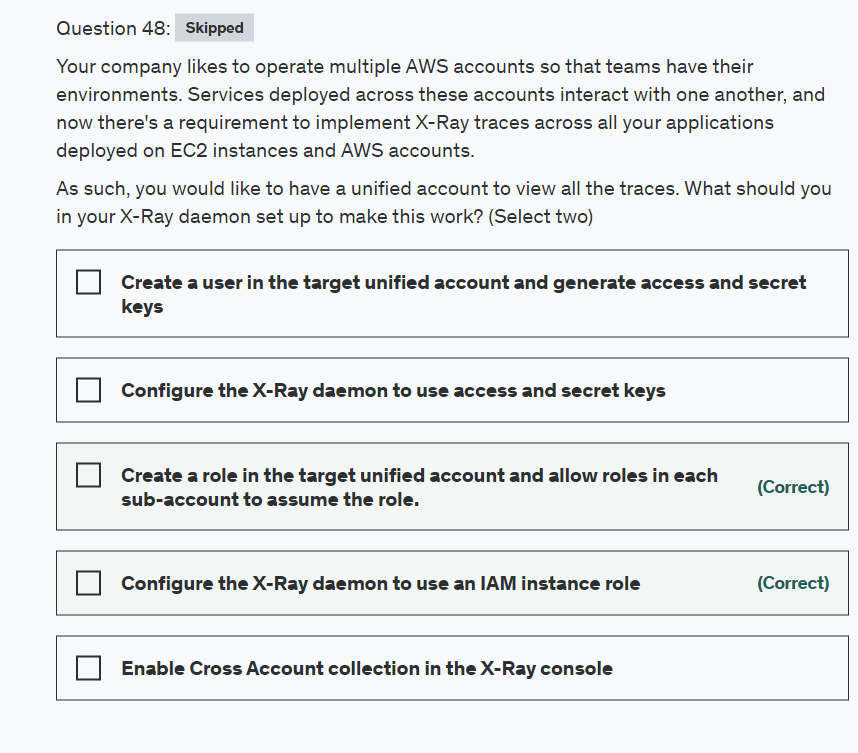 Question 48: Skipped
Your company likes to operate multiple AWS accounts so that teams have their
environments. Services deployed across these accounts interact with one another, and
now there's a requirement to implement X-Ray traces across all your applications
deployed on EC2 instances and AWS accounts.
As such, you would like to have a unified account to view all the traces. What should you
in your X-Ray daemon set up to make this work? (Select two)
Create a user in the target unified account and generate access and secret
keys
Configure the X-Ray daemon to use access and secret keys
Create a role in the target unified account and allow roles in each
sub-account to assume the role.
(Correct)
Configure the X-Ray daemon to use an IAM instance role
(Correct)
Enable Cross Account collection in the X-Ray console